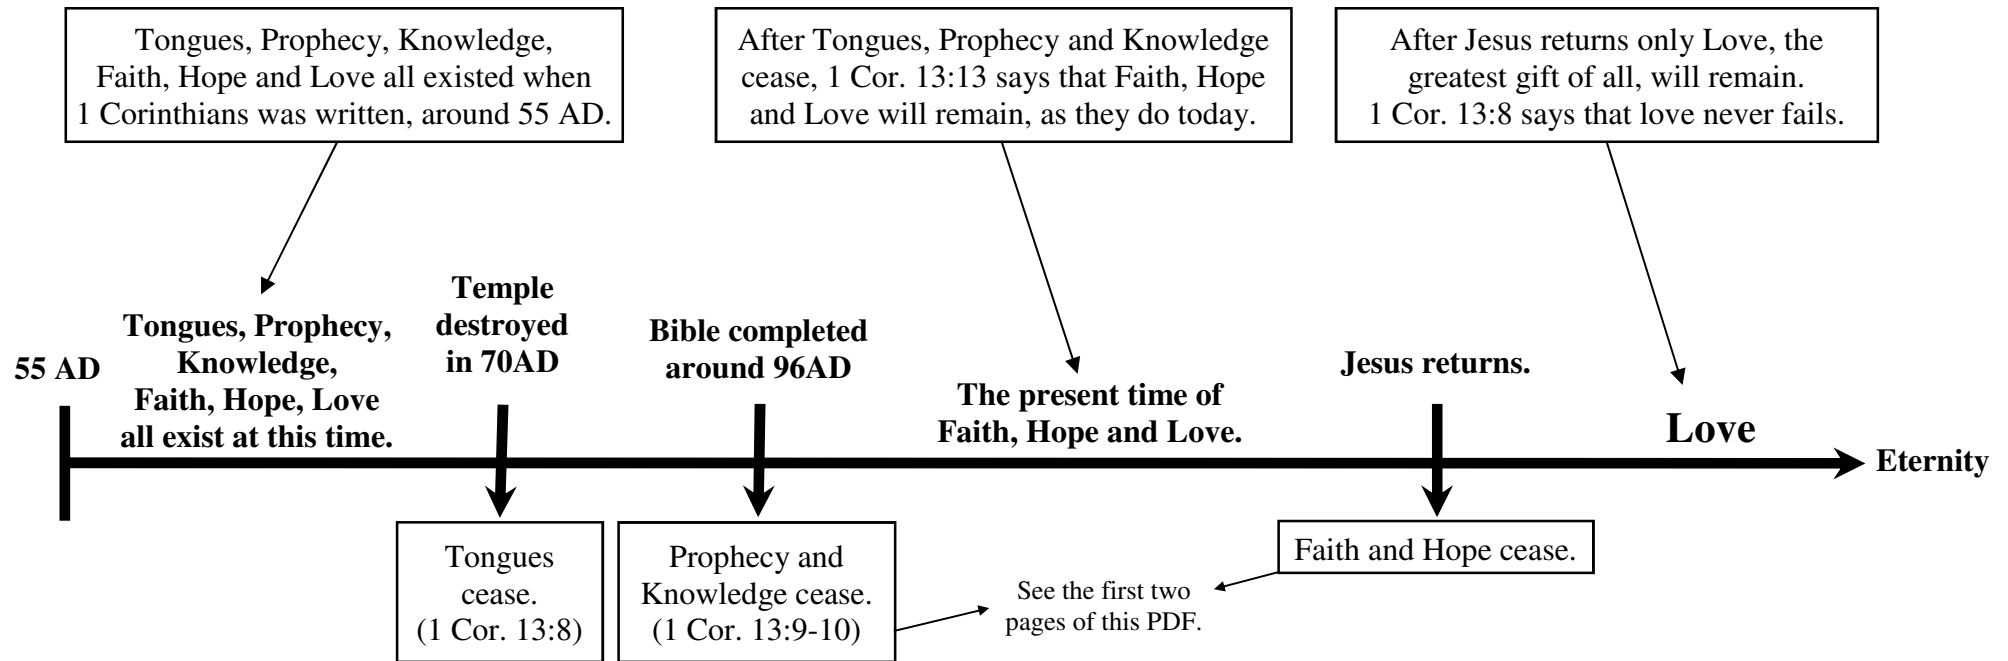 Tongues, Prophecy, Knowledge,
Faith, Hope and Love all existed when
1 Corinthians was written, around 55 AD.
After Tongues, Prophecy and Knowledge
cease, 1 Cor. 13:13 says that Faith, Hope
and Love will remain, as they do today.
After Jesus returns only Love, the
greatest gift of all, will remain.
1 Cor. 13:8 says that love never fails.
55 AD
Tongues, Prophecy,
Knowledge,
Faith, Hope, Love
all exist at this time.
Temple
destroyed
in 70AD
Bible completed
around 96AD
The present time of
Faith, Hope and Love.
Jesus returns.
Love
Eternity
Tongues
cease.
(1 Cor. 13:8)
Prophecy and
Knowledge cease.
(1 Cor. 13:9-10)
See the first two
pages of this PDF.
Faith and Hope cease.